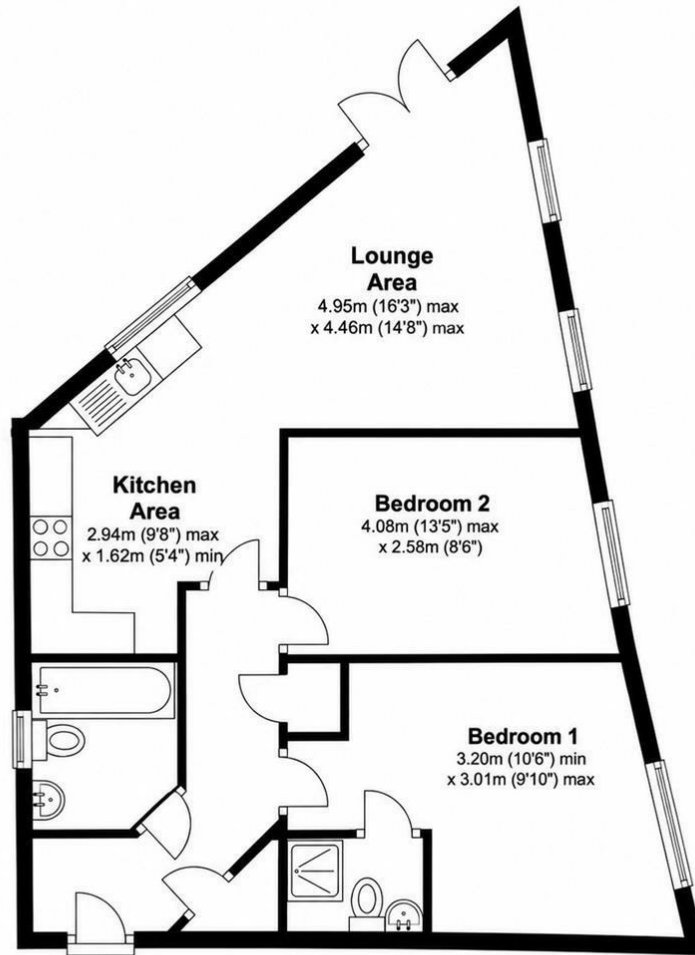 Lounge
Area
4.95m (16'3") max
x 4.46m (14'8") max
Kitchen
Area
2.94m (9'8") max
x 1.62m (5'4") min
Bedroom 2
4.08m (13'5") max
x 2.58m (8'6")
Bedroom 1
3.20m (10'6") min
x 3.01m (9'10") max